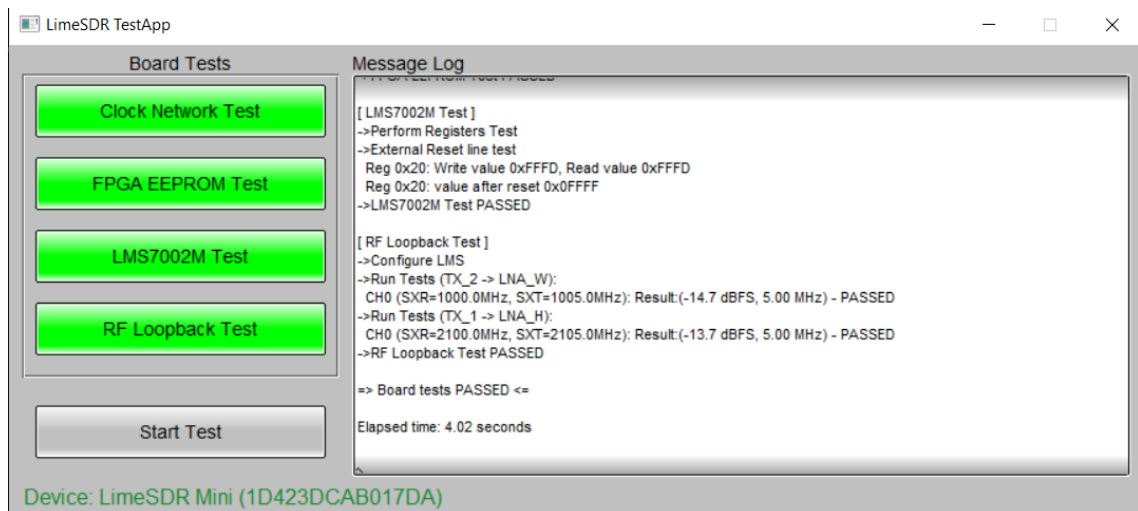 LimeSDR TestApp
Board Tests
Clock Network Test
FPGA EEPROM Test
LMS7002M Test
RF Loopback Test
Start Test
Message Log
[ LMS7002M Test ]
->Perform Registers Test
->External Reset line test
Reg 0x20: Write value 0xFFFD, Read value 0xFFFD
Reg 0x20: value after reset 0x0FFFF
->LMS7002M Test PASSED
[ RF Loopback Test ]
->Configure LMS
->Run Tests (TX_2 -> LNA_W):
CH0 (SXR=1000.0MHz, SXT=1005.0MHz): Result:(-14.7 dBFS, 5.00 MHz) - PASSED
->Run Tests (TX_1 -> LNA_H):
CH0 (SXR=2100.0MHz, SXT=2105.0MHz): Result:(-13.7 dBFS, 5.00 MHz) - PASSED
->RF Loopback Test PASSED
=> Board tests PASSED <=
Elapsed time: 4.02 seconds
Device: LimeSDR Mini (1D423DCAB017DA)